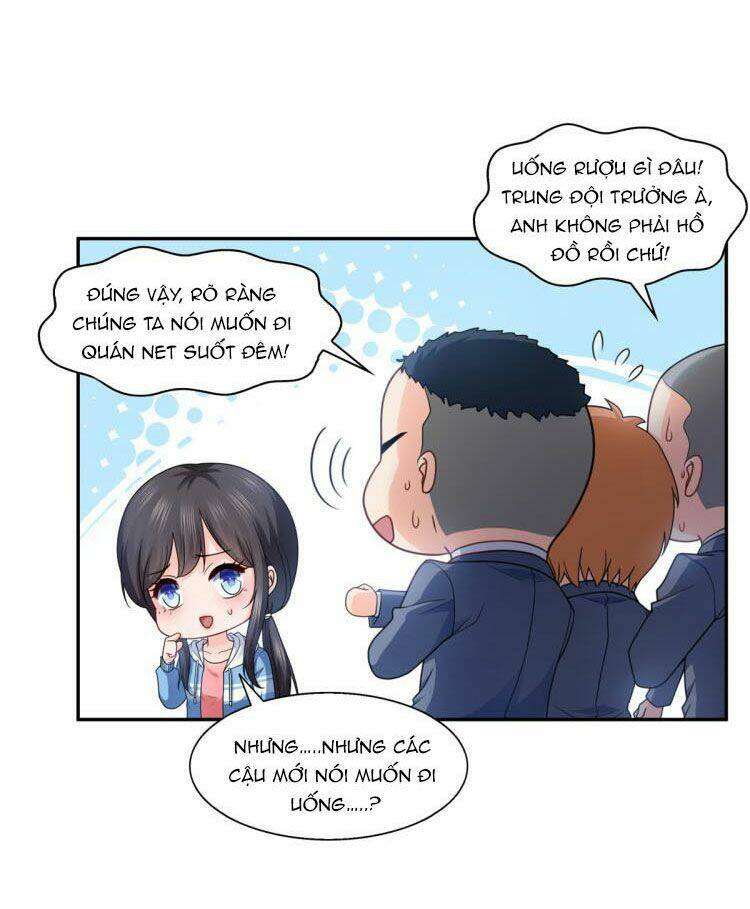 UỐNG RƯỢU GÌ ĐÂU!
TRUNG ĐỘI TRƯỞNG À,
ANH KHÔNG PHẢI HỒ
ĐỒ RỒI CHỨ!
ĐÚNG VẬY, RÕ RÀNG
CHÚNG TA NÓI MUỐN ĐI
QUÁN NET SUỐT ĐÊM!
NHƯNG.....NHƯNG CÁC
CẬU MỚI NÓI MUỐN ĐI
UỐNG.....?